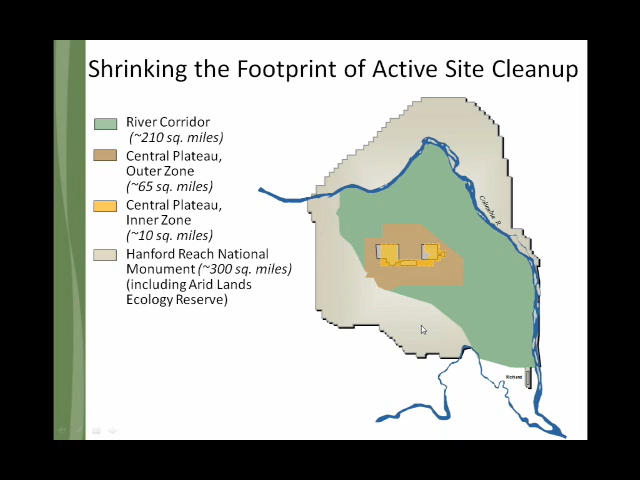 Shrinking the Footprint of Active Site Cleanup
River Corridor
(~210 sq. miles)
Central Plateau,
Outer Zone
(~65 sq. miles)
Central Plateau,
Inner Zone
(~10 sq. miles)
Hanford Reach National
Monument (~300 sq. miles)
(including Arid Lands
Ecology Reserve)
Columbia R.
Richland